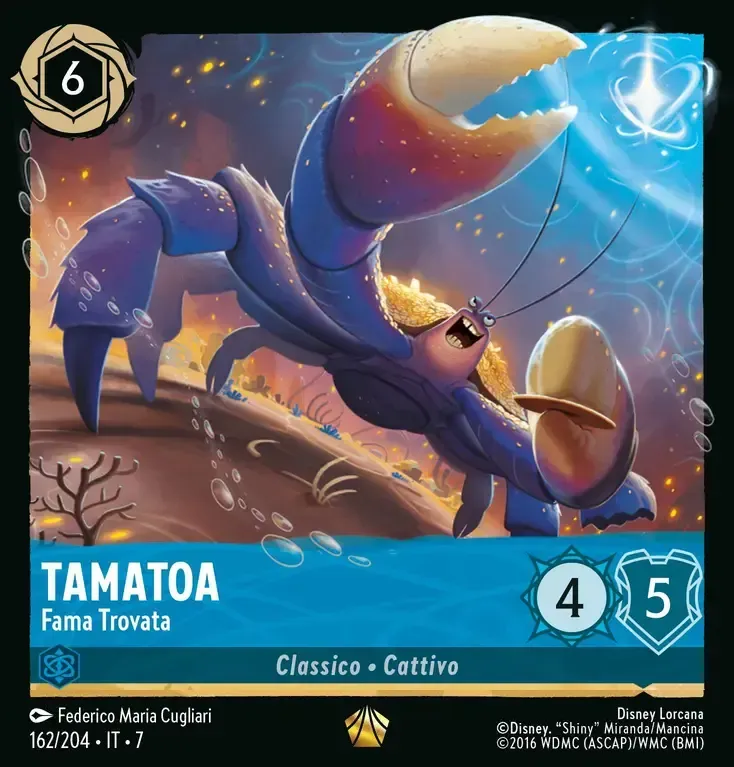 6
TAMATOA
Fama Trovata
4
5
Classico • Cattivo
Federico Maria Cugliari
162/204 • IT • 7
Disney Lorcana
©Disney. “Shiny” Miranda/Mancina
©2016 WDMC (ASCAP)/WMC (BMI)